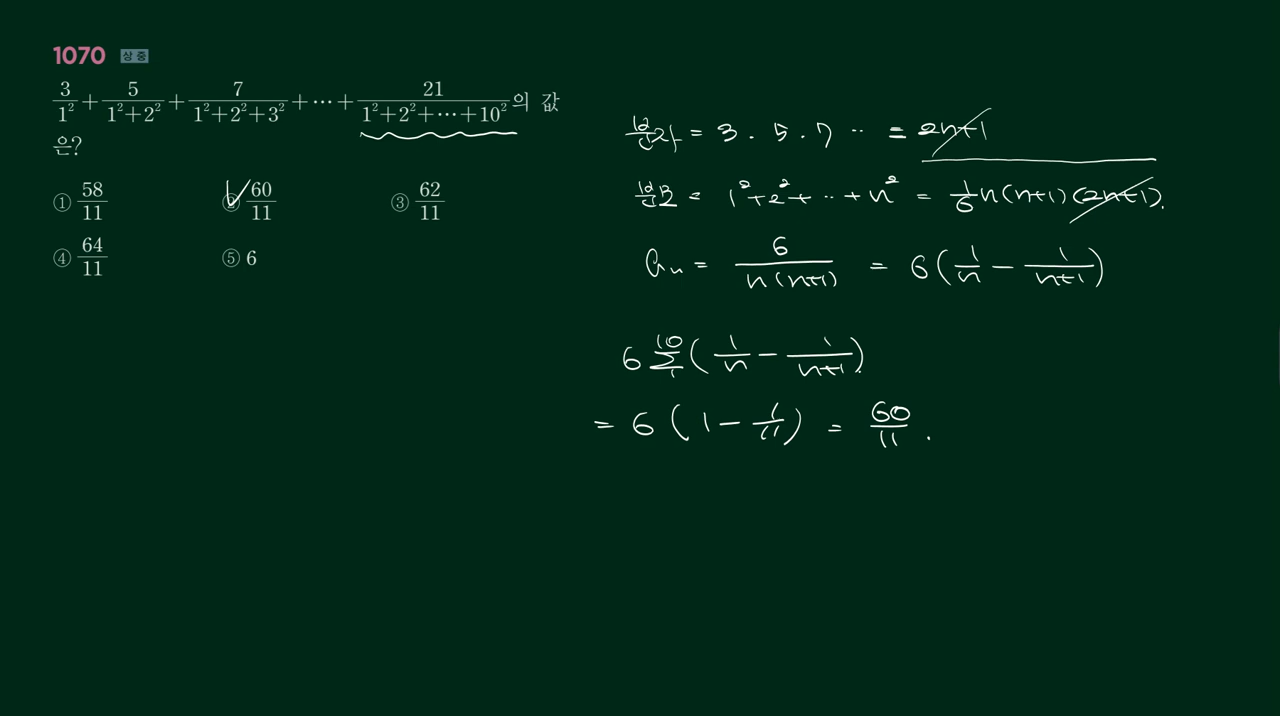 1070 상중
3/1² + 5/(1²+2²) + 7/(1²+2²+3²) + ⋯ + 21/(1²+2²+⋯+10²) 의 값
은?
① 58/11 ② 60/11 ③ 62/11
④ 64/11 ⑤ 6
분자 = 3 . 5 . 7 ‥ = 2n+1
분모 = 1²+2²+ ‥ +n² = 1/6 n(n+1)(2n+1).
aₙ = 6/(n(n+1)) = 6(1/n − 1/(n+1))
6 Σ₁¹⁰ (1/n − 1/(n+1)).
= 6 (1 − 1/11) = 60/11 .